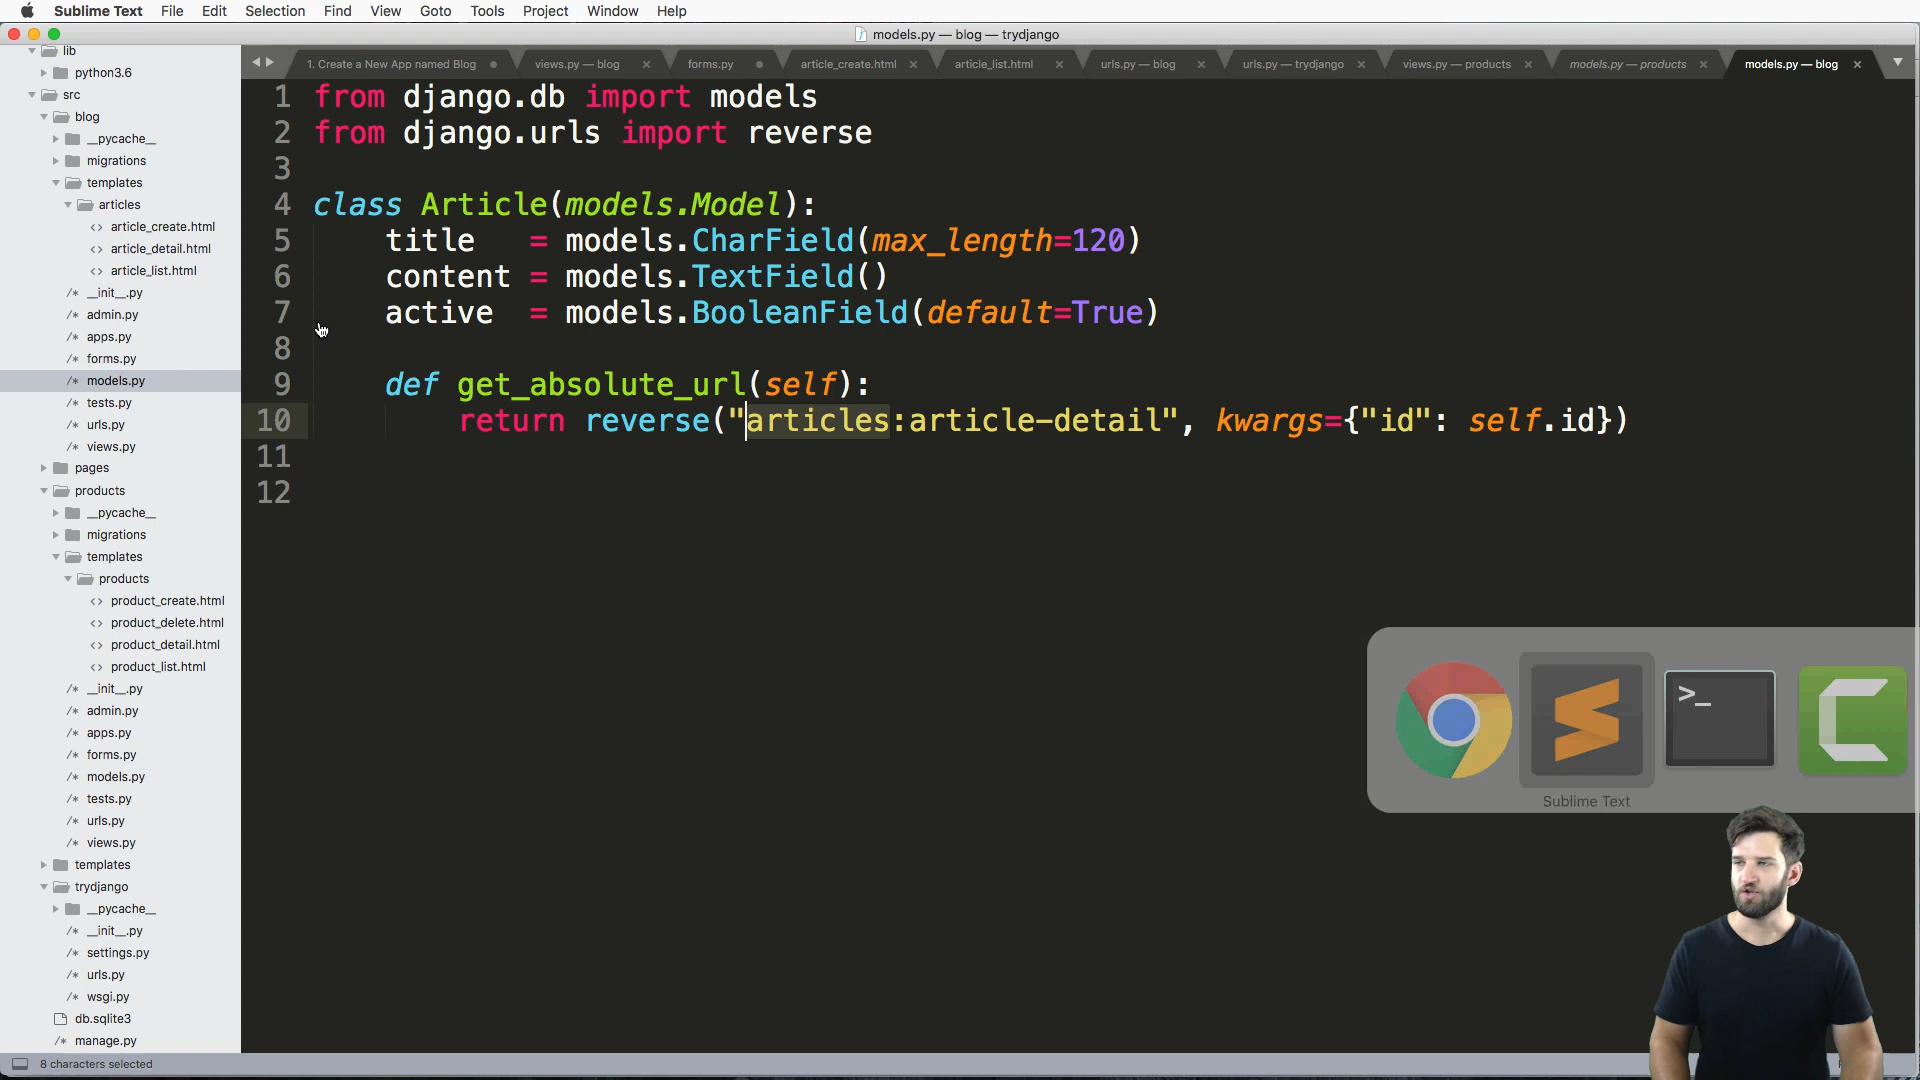 Sublime Text File Edit Selection Find View Goto Tools Project Window Help
models.py — blog — trydjango
1. Create a New App named Blog views.py — blog forms.py article_create.html article_list.html urls.py — blog urls.py — trydjango views.py — products models.py — products models.py — blog
lib
python3.6
src
blog
__pycache__
migrations
templates
articles
article_create.html
article_detail.html
article_list.html
__init__.py
admin.py
apps.py
forms.py
models.py
tests.py
urls.py
views.py
pages
products
__pycache__
migrations
templates
products
product_create.html
product_delete.html
product_detail.html
product_list.html
__init__.py
admin.py
apps.py
forms.py
models.py
tests.py
urls.py
views.py
templates
trydjango
__pycache__
__init__.py
settings.py
urls.py
wsgi.py
db.sqlite3
manage.py
1 from django.db import models
2 from django.urls import reverse
3
4 class Article(models.Model):
5 title = models.CharField(max_length=120)
6 content = models.TextField()
7 active = models.BooleanField(default=True)
8
9 def get_absolute_url(self):
10 return reverse("articles:article-detail", kwargs={"id": self.id})
11
12
>_
Sublime Text
8 characters selected